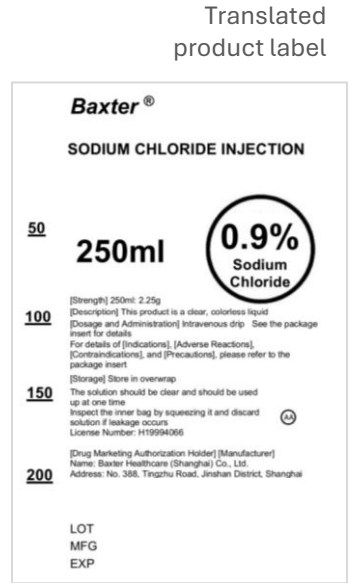 Translated
product label
Baxter ®
SODIUM CHLORIDE INJECTION
50
250ml
0.9%
Sodium
Chloride
[Strength] 250ml: 2.25g
[Description] This product is a clear, colorless liquid
100
[Dosage and Administration] Intravenous drip See the package
insert for details
For details of [Indications], [Adverse Reactions],
[Contraindications], and [Precautions], please refer to the
package insert
[Storage] Store in overwrap
150
The solution should be clear and should be used
up at one time
Inspect the inner bag by squeezing it and discard
solution if leakage occurs
AA
License Number: H19994066
[Drug Marketing Authorization Holder] [Manufacturer]
Name: Baxter Healthcare (Shanghai) Co., Ltd.
200
Address: No. 388, Tingzhu Road, Jinshan District, Shanghai
LOT
MFG
EXP